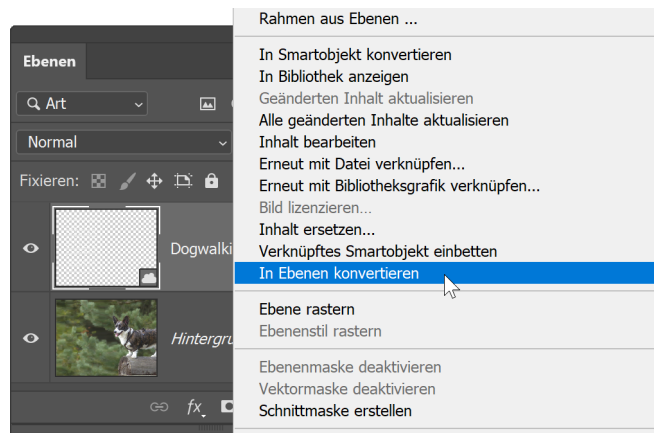 Ebenen
Art
Normal
Fixieren:
Dogwalki
Hintergru
fx
Rahmen aus Ebenen ...
In Smartobjekt konvertieren
In Bibliothek anzeigen
Geänderten Inhalt aktualisieren
Alle geänderten Inhalte aktualisieren
Inhalt bearbeiten
Erneut mit Datei verknüpfen...
Erneut mit Bibliotheksgrafik verknüpfen...
Bild lizenzieren...
Inhalt ersetzen...
Verknüpftes Smartobjekt einbetten
In Ebenen konvertieren
Ebene rastern
Ebenenstil rastern
Ebenenmaske deaktivieren
Vektormaske deaktivieren
Schnittmaske erstellen